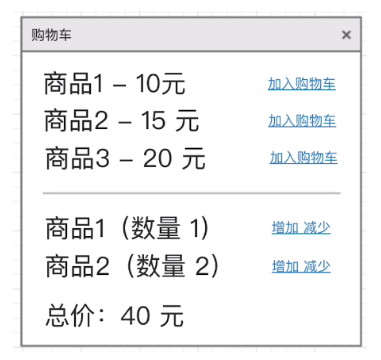 购物车 ×
商品1 – 10元 加入购物车
商品2 – 15 元 加入购物车
商品3 – 20 元 加入购物车
商品1（数量 1） 增加 减少
商品2（数量 2） 增加 减少
总价：40 元